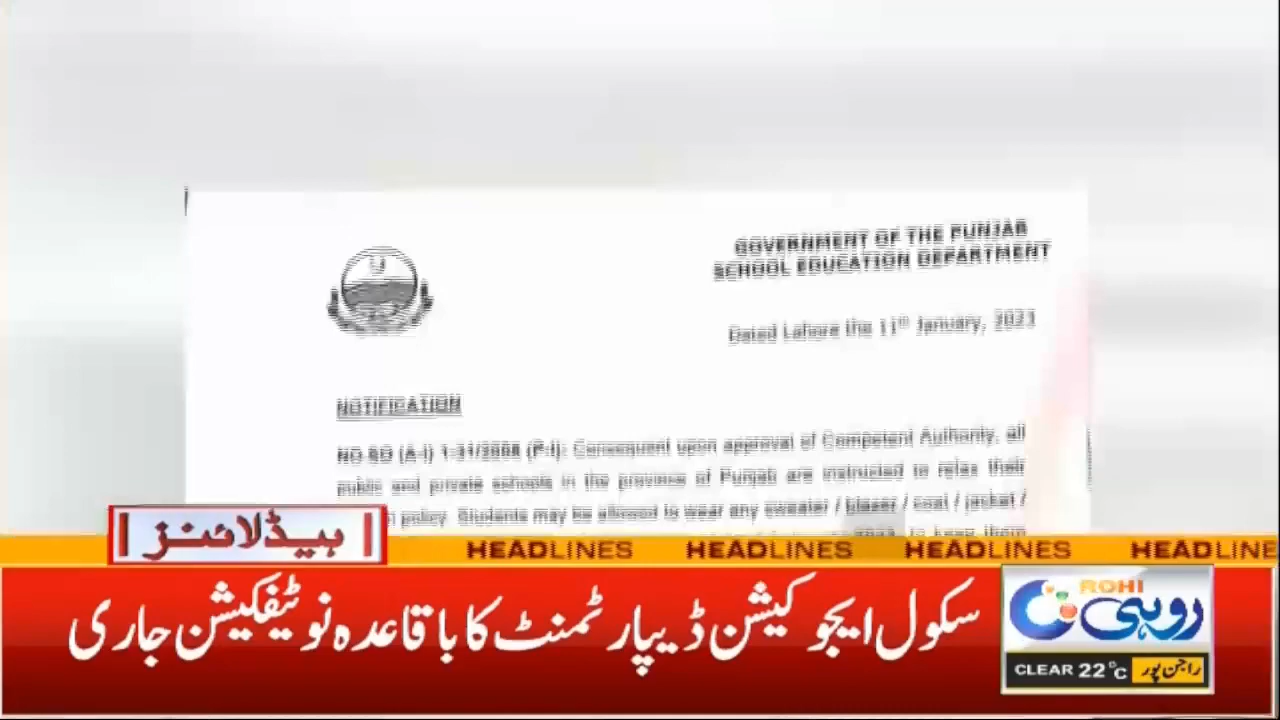 GOVERNMENT OF THE PUNJAB
SCHOOL EDUCATION DEPARTMENT
Dated Lahore the 11th January, 2023
NOTIFICATION
Consequent upon approval of Competent Authority, all
public and private schools in the province of Punjab are instructed to relax their
policy. Students may be allowed to wear any sweater / blazer / coat / jacket /
to keep them
ہیڈلائنز
HEADLINES HEADLINES HEADLINES HEADLINE
سکول ایجوکیشن ڈیپارٹمنٹ کا باقاعدہ نوٹیفکیشن جاری
ROHI
روہی
CLEAR 22°C راجن پور